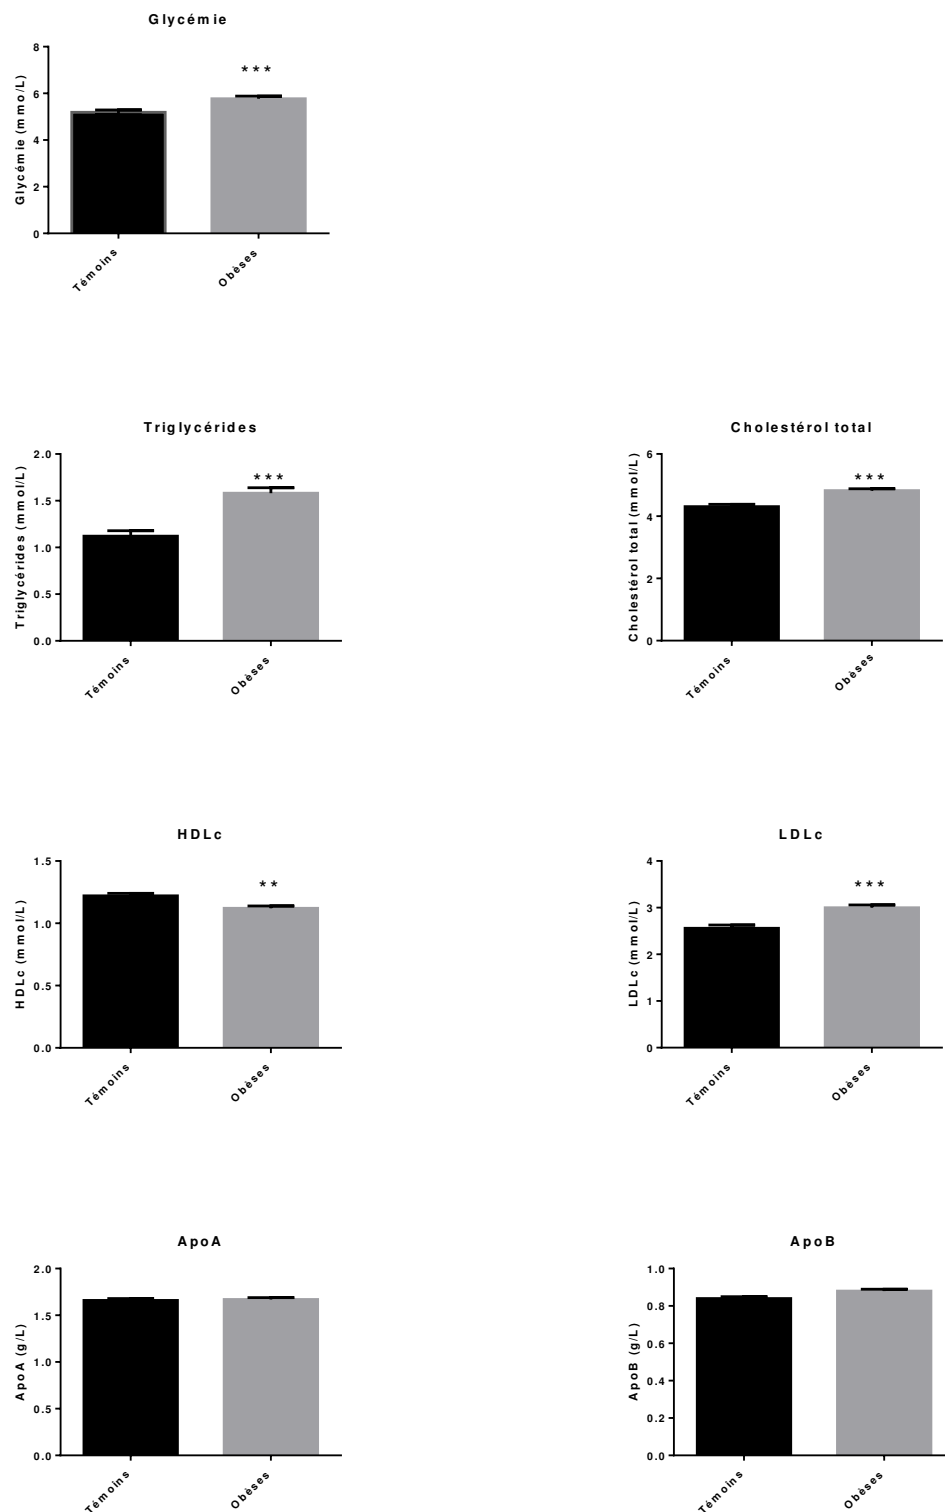 Glycémie
Glycémie (mmo/L)
8
6
4
2
0
***
Témoins
Obèses
Triglycérides
Triglycérides (mmol/L)
2.0
1.5
1.0
0.5
0.0
***
Témoins
Obèses
Cholestérol total
Cholestérol total (mmol/L)
6
4
2
0
***
Témoins
Obèses
HDLc
HDLc (mmol/L)
1.5
1.0
0.5
0.0
**
Témoins
Obèses
LDLc
LDLc (mmol/L)
4
3
2
1
0
***
Témoins
Obèses
ApoA
ApoA (g/L)
2.0
1.5
1.0
0.5
0.0
Témoins
Obèses
ApoB
ApoB (g/L)
1.0
0.8
0.6
0.4
0.2
0.0
Témoins
Obèses